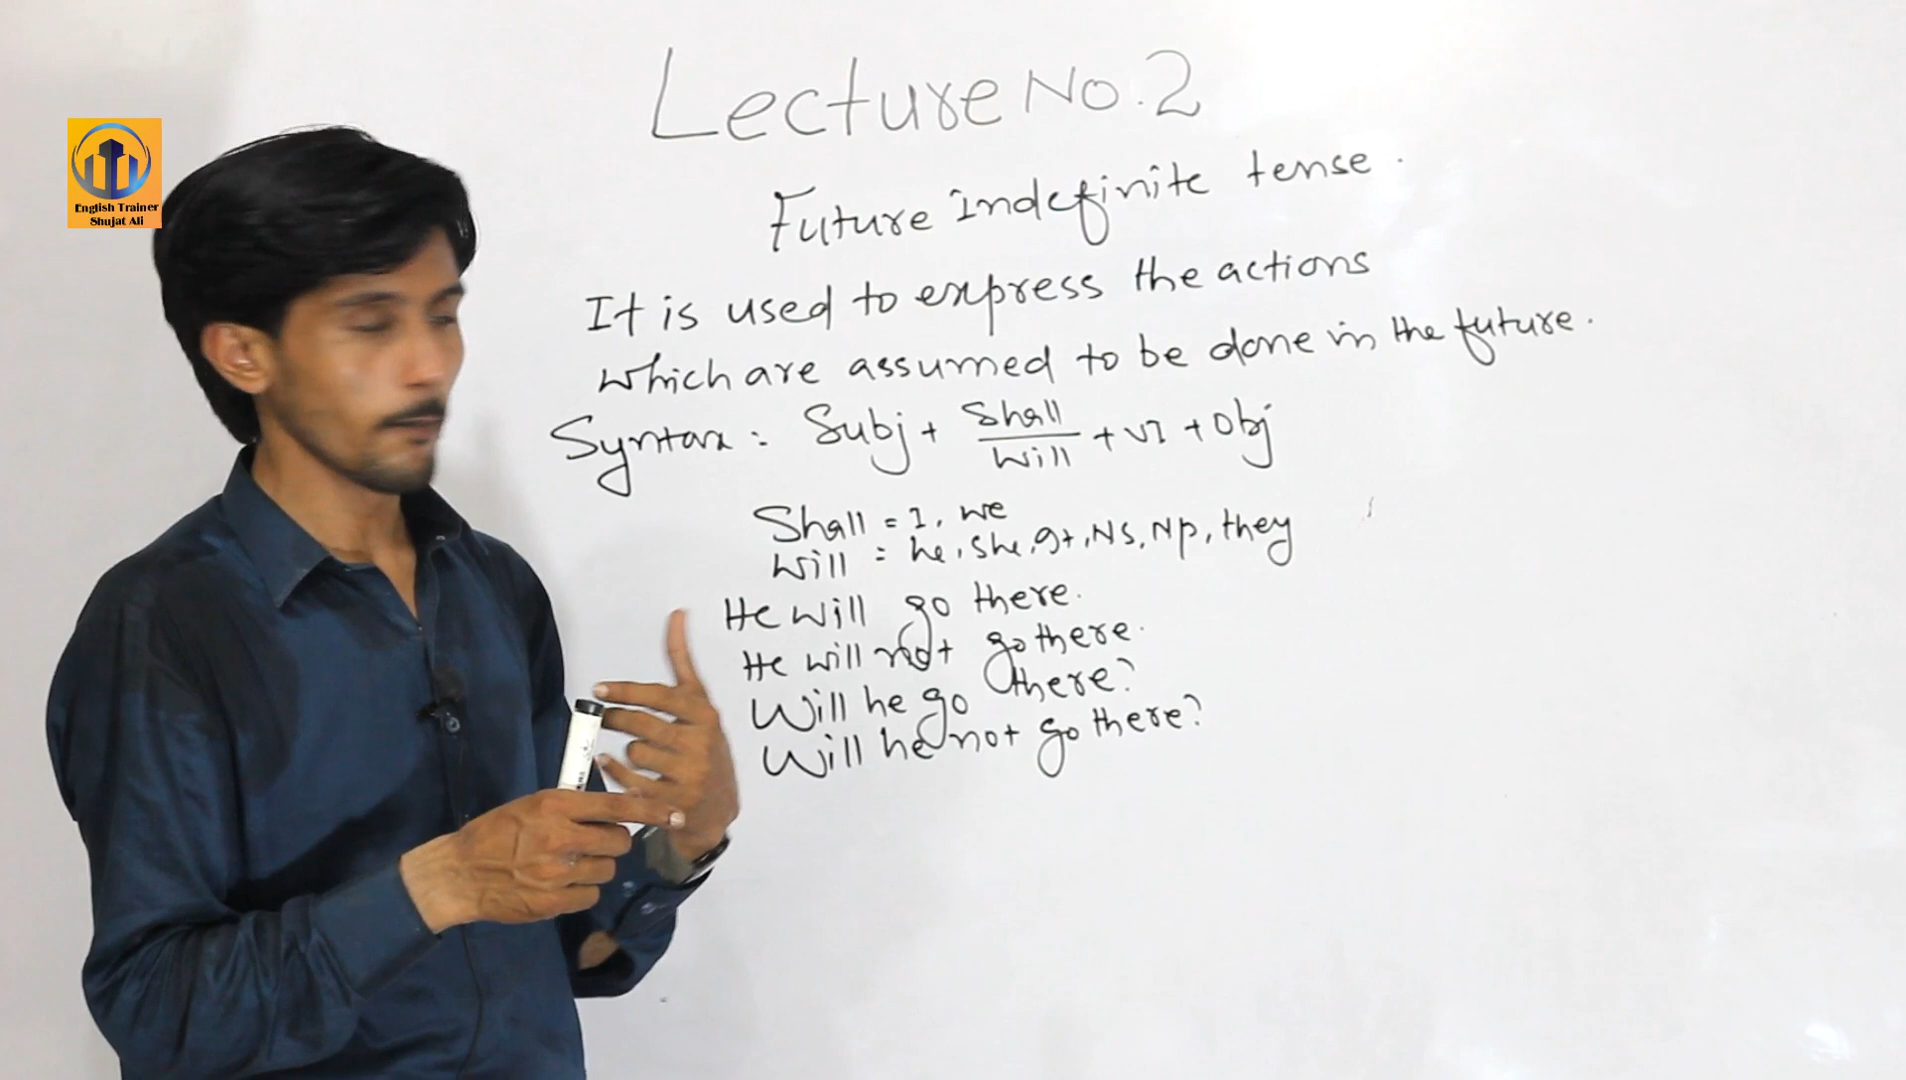 English Trainer
Shujat Ali
Lecture No.2
Future indefinite tense.
It is used to express the actions
which are assumed to be done in the future.
Syntax: Subj + Shall/Will + V1 + Obj
Shall = I, we
Will = he, she, It, NS, NP, they
He will go there.
He will not go there.
Will he go there?
Will he not go there?